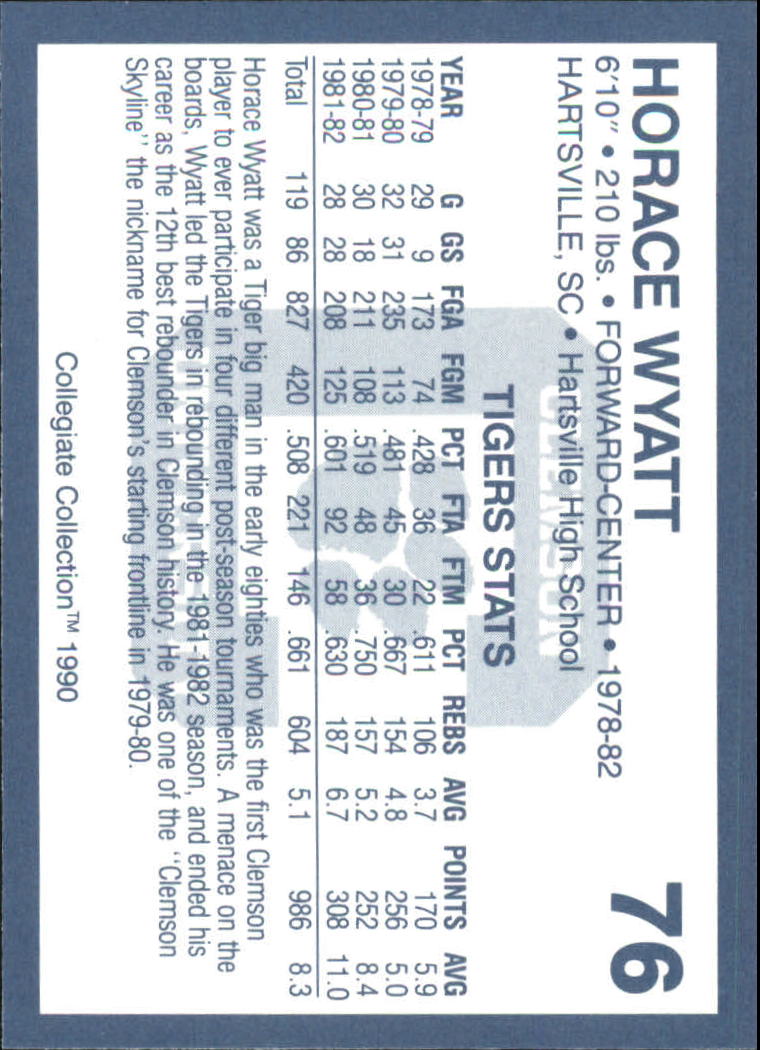 HORACE WYATT 76
6'10" • 210 lbs. • FORWARD-CENTER • 1978-82
HARTSVILLE, SC • Hartsville High School
TIGERS STATS
YEAR G GS FGA FGM PCT FTA FTM PCT REBS AVG POINTS AVG
1978-79 29 9 173 74 .428 36 22 .611 106 3.7 170 5.9
1979-80 32 31 235 113 .481 45 30 .667 154 4.8 256 5.0
1980-81 30 18 211 108 .519 48 36 .750 157 5.2 252 8.4
1981-82 28 28 208 125 .601 92 58 .630 187 6.7 308 11.0
Total 119 86 827 420 .508 221 146 .661 604 5.1 986 8.3
Horace Wyatt was a Tiger big man in the early eighties who was the first Clemson
player to ever participate in four different post-season tournaments. A menace on the
boards, Wyatt led the Tigers in rebounding in the 1981-1982 season, and ended his
career as the 12th best rebounder in Clemson history. He was one of the "Clemson
Skyline" the nickname for Clemson's starting frontline in 1979-80.
Collegiate Collection™ 1990